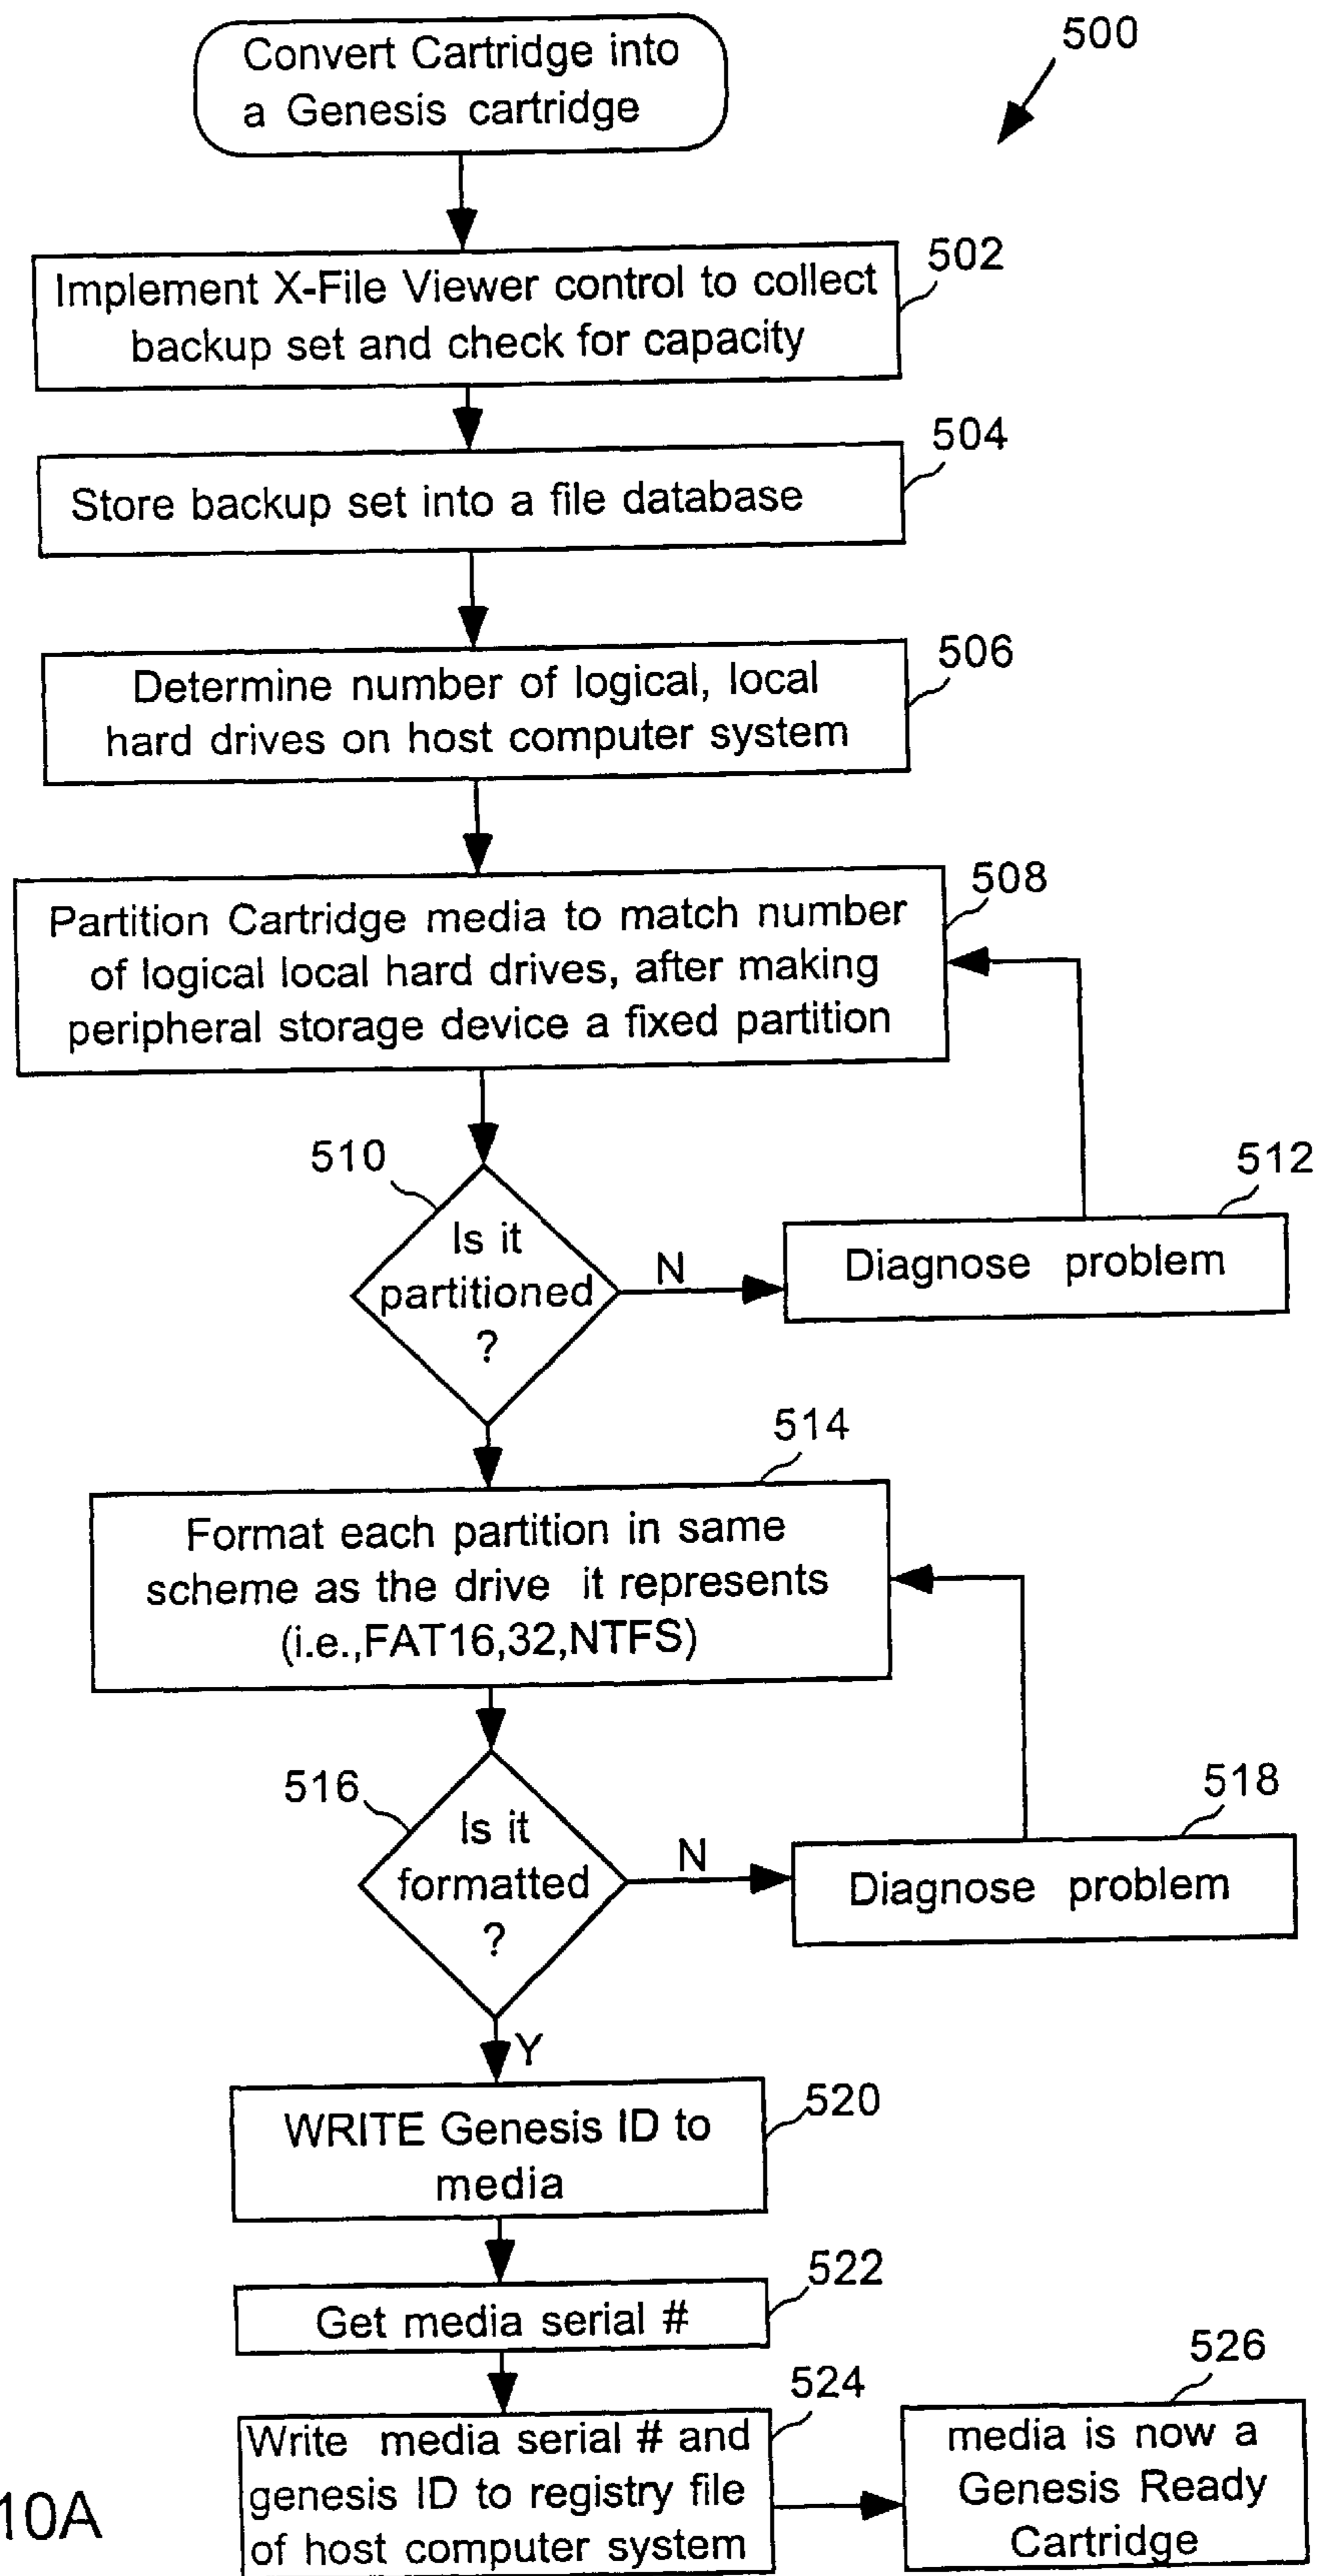 Convert Cartridge into
a Genesis cartridge
500
Implement X-File Viewer control to collect
backup set and check for capacity
502
Store backup set into a file database
504
Determine number of logical, local
hard drives on host computer system
506
Partition Cartridge media to match number
of logical local hard drives, after making
peripheral storage device a fixed partition
508
510
Is it
partitioned
?
N
512
Diagnose problem
514
Format each partition in same
scheme as the drive it represents
(i.e.,FAT16,32,NTFS)
516
Is it
formatted
?
N
518
Diagnose problem
Y
520
WRITE Genesis ID to
media
522
Get media serial #
524
Write media serial # and
genesis ID to registry file
of host computer system
526
media is now a
Genesis Ready
Cartridge
10A